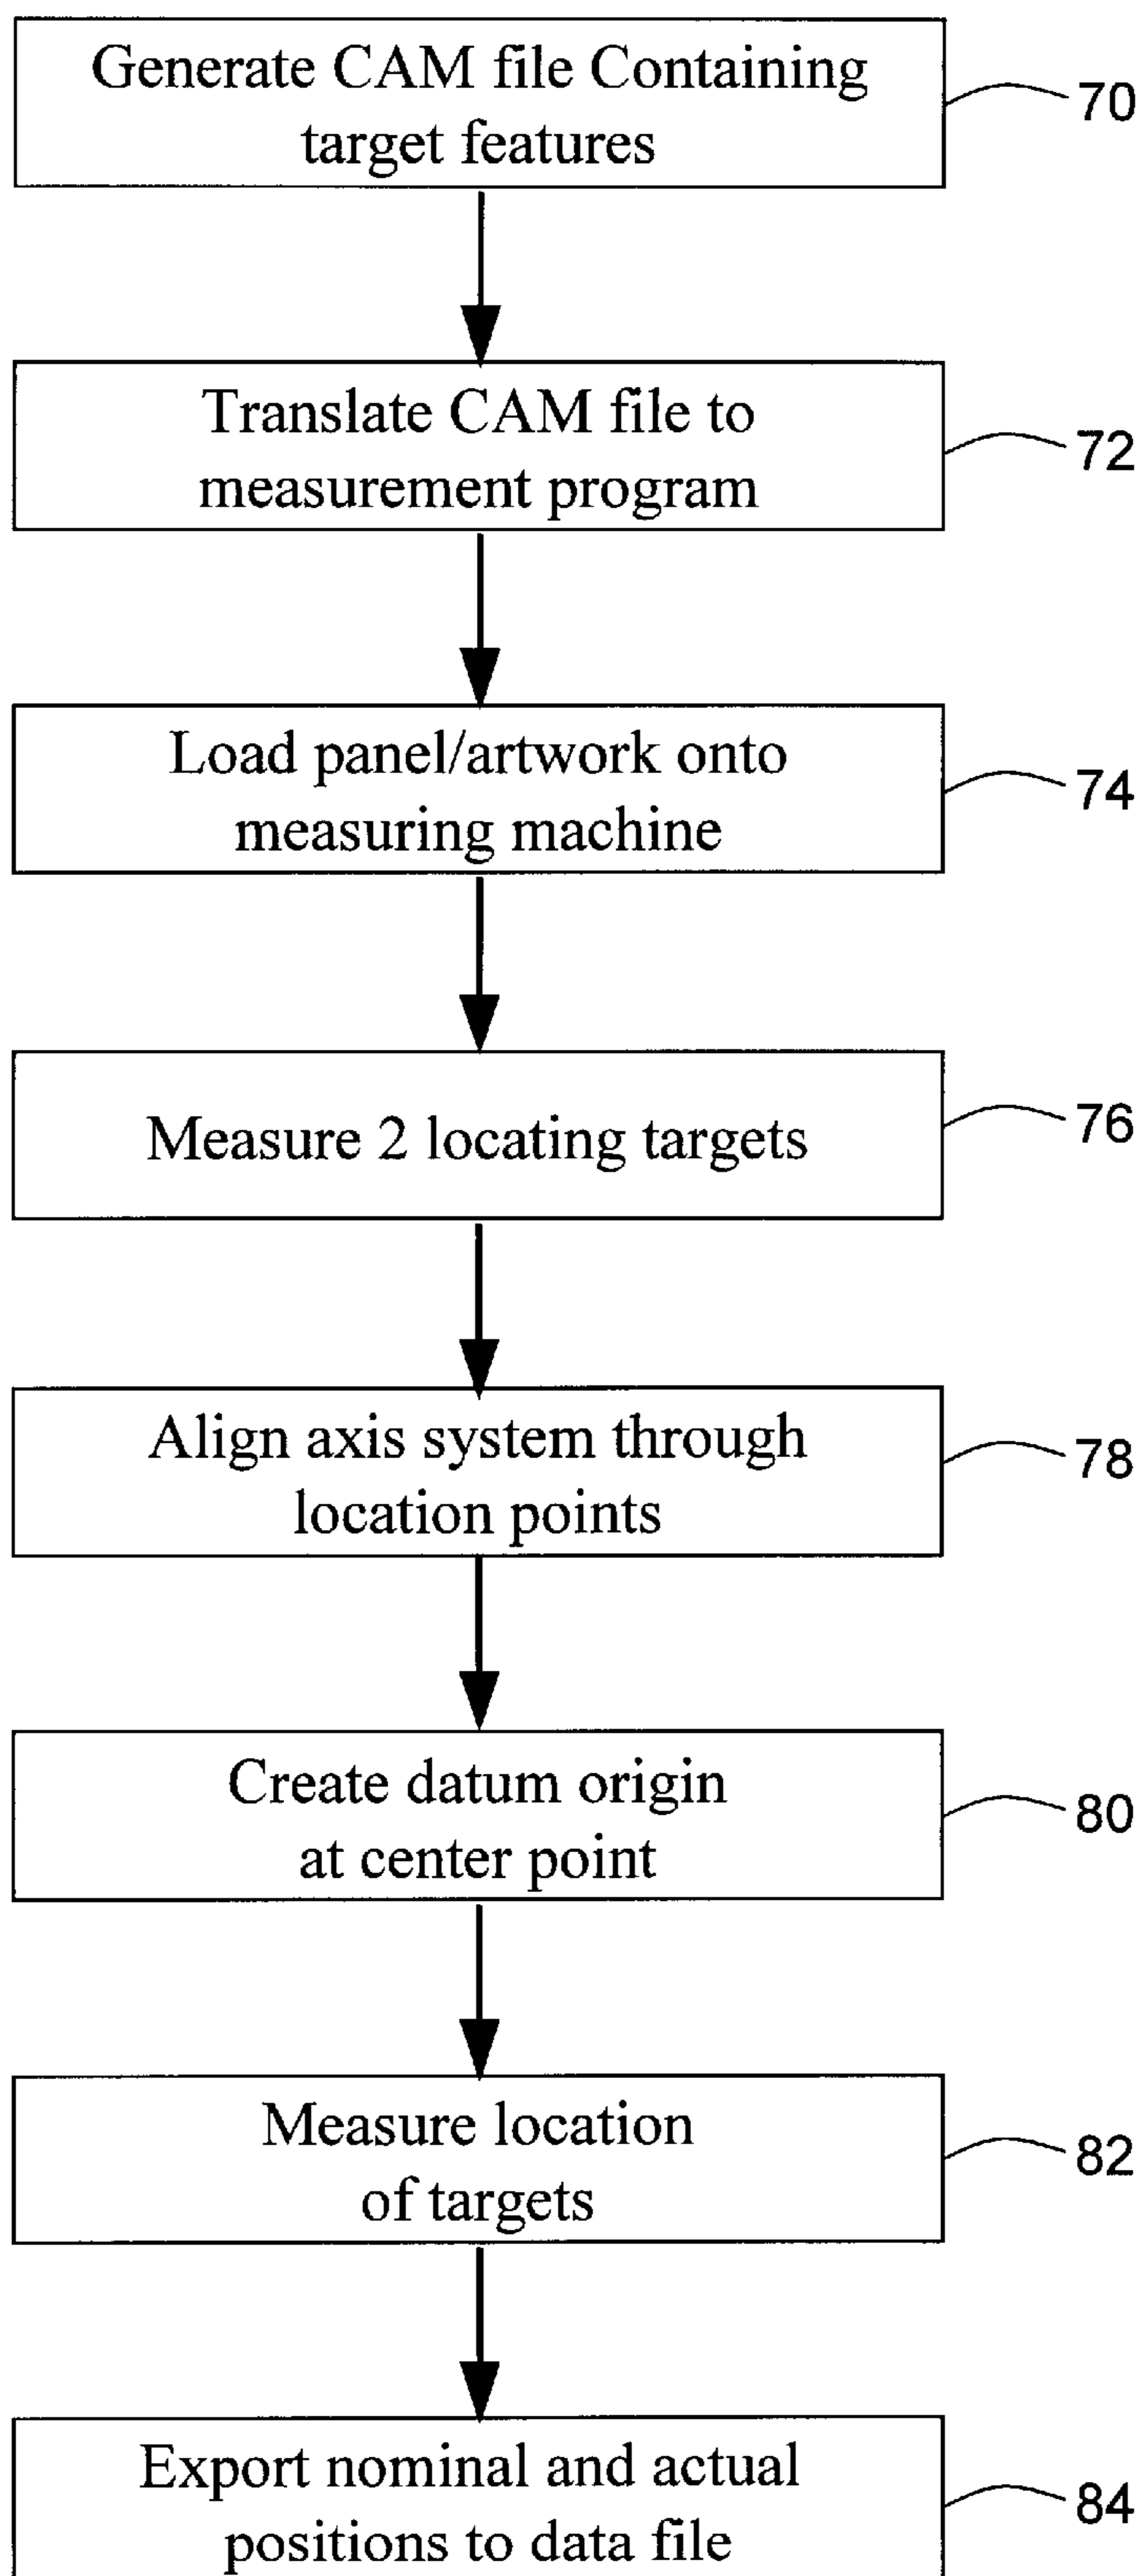 Generate CAM file Containing
target features
70
Translate CAM file to
measurement program
72
Load panel/artwork onto
measuring machine
74
Measure 2 locating targets
76
Align axis system through
location points
78
Create datum origin
at center point
80
Measure location
of targets
82
Export nominal and actual
positions to data file
84